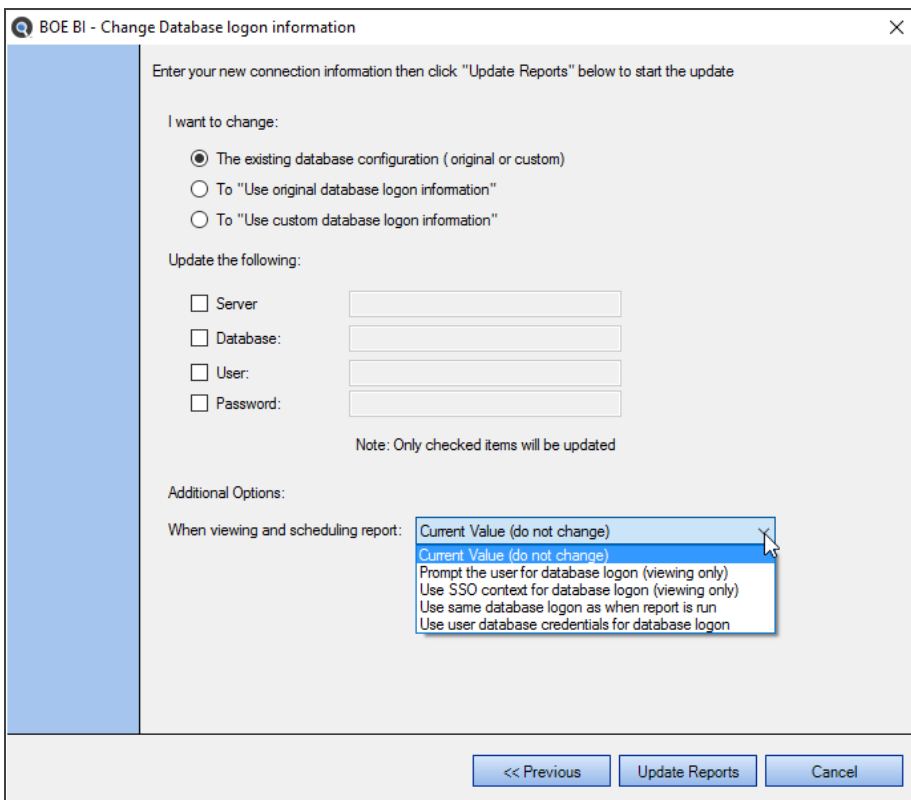 BOE BI - Change Database logon information
Enter your new connection information then click "Update Reports" below to start the update
I want to change:
The existing database configuration ( original or custom)
To "Use original database logon information"
To "Use custom database logon information"
Update the following:
Server
Database:
User:
Password:
Note: Only checked items will be updated
Additional Options:
When viewing and scheduling report: Current Value (do not change)
Current Value (do not change)
Prompt the user for database logon (viewing only)
Use SSO context for database logon (viewing only)
Use same database logon as when report is run
Use user database credentials for database logon
<< Previous Update Reports Cancel